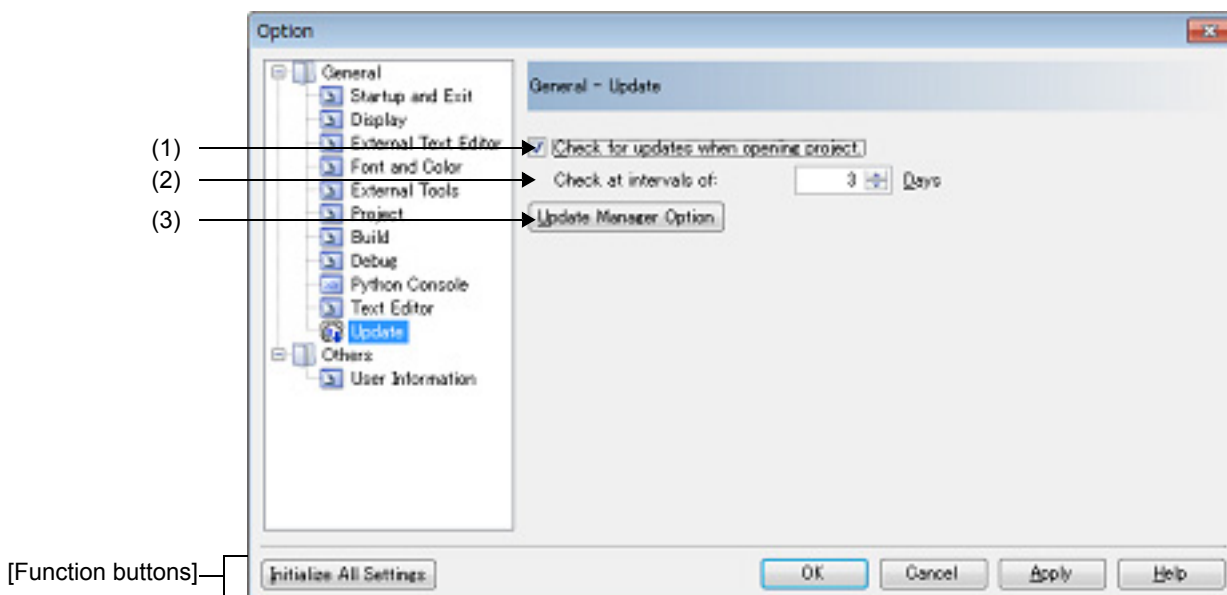 Option
General
Startup and Exit
Display
External Text Editor
Font and Color
External Tools
Project
Build
Debug
Python Console
Text Editor
Update
Others
User Information
General - Update
(1)
Check for updates when opening project.
(2)
Check at intervals of: 3 Days
(3)
Update Manager Option
[Function buttons]
Initialize All Settings OK Cancel Apply Help